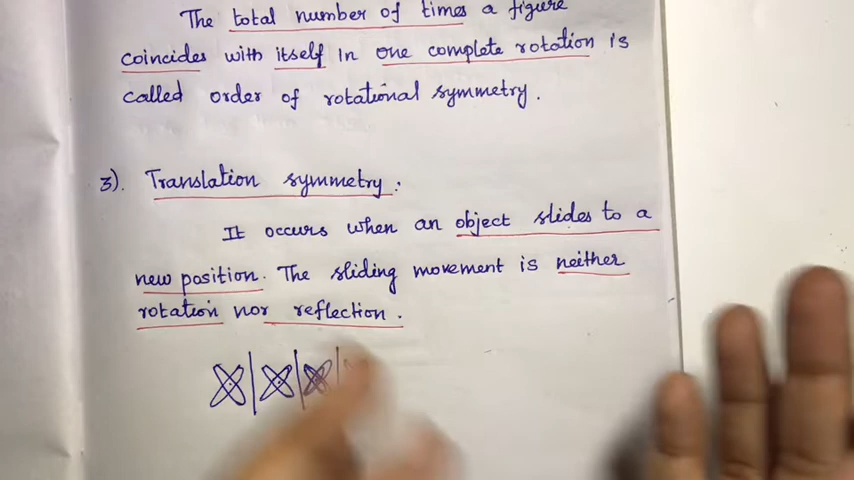 The total number of times a figure
coincides with itself in one complete rotation is
called order of rotational symmetry.
3). Translation symmetry:
It occurs when an object slides to a
new position. The sliding movement is neither
rotation nor reflection.